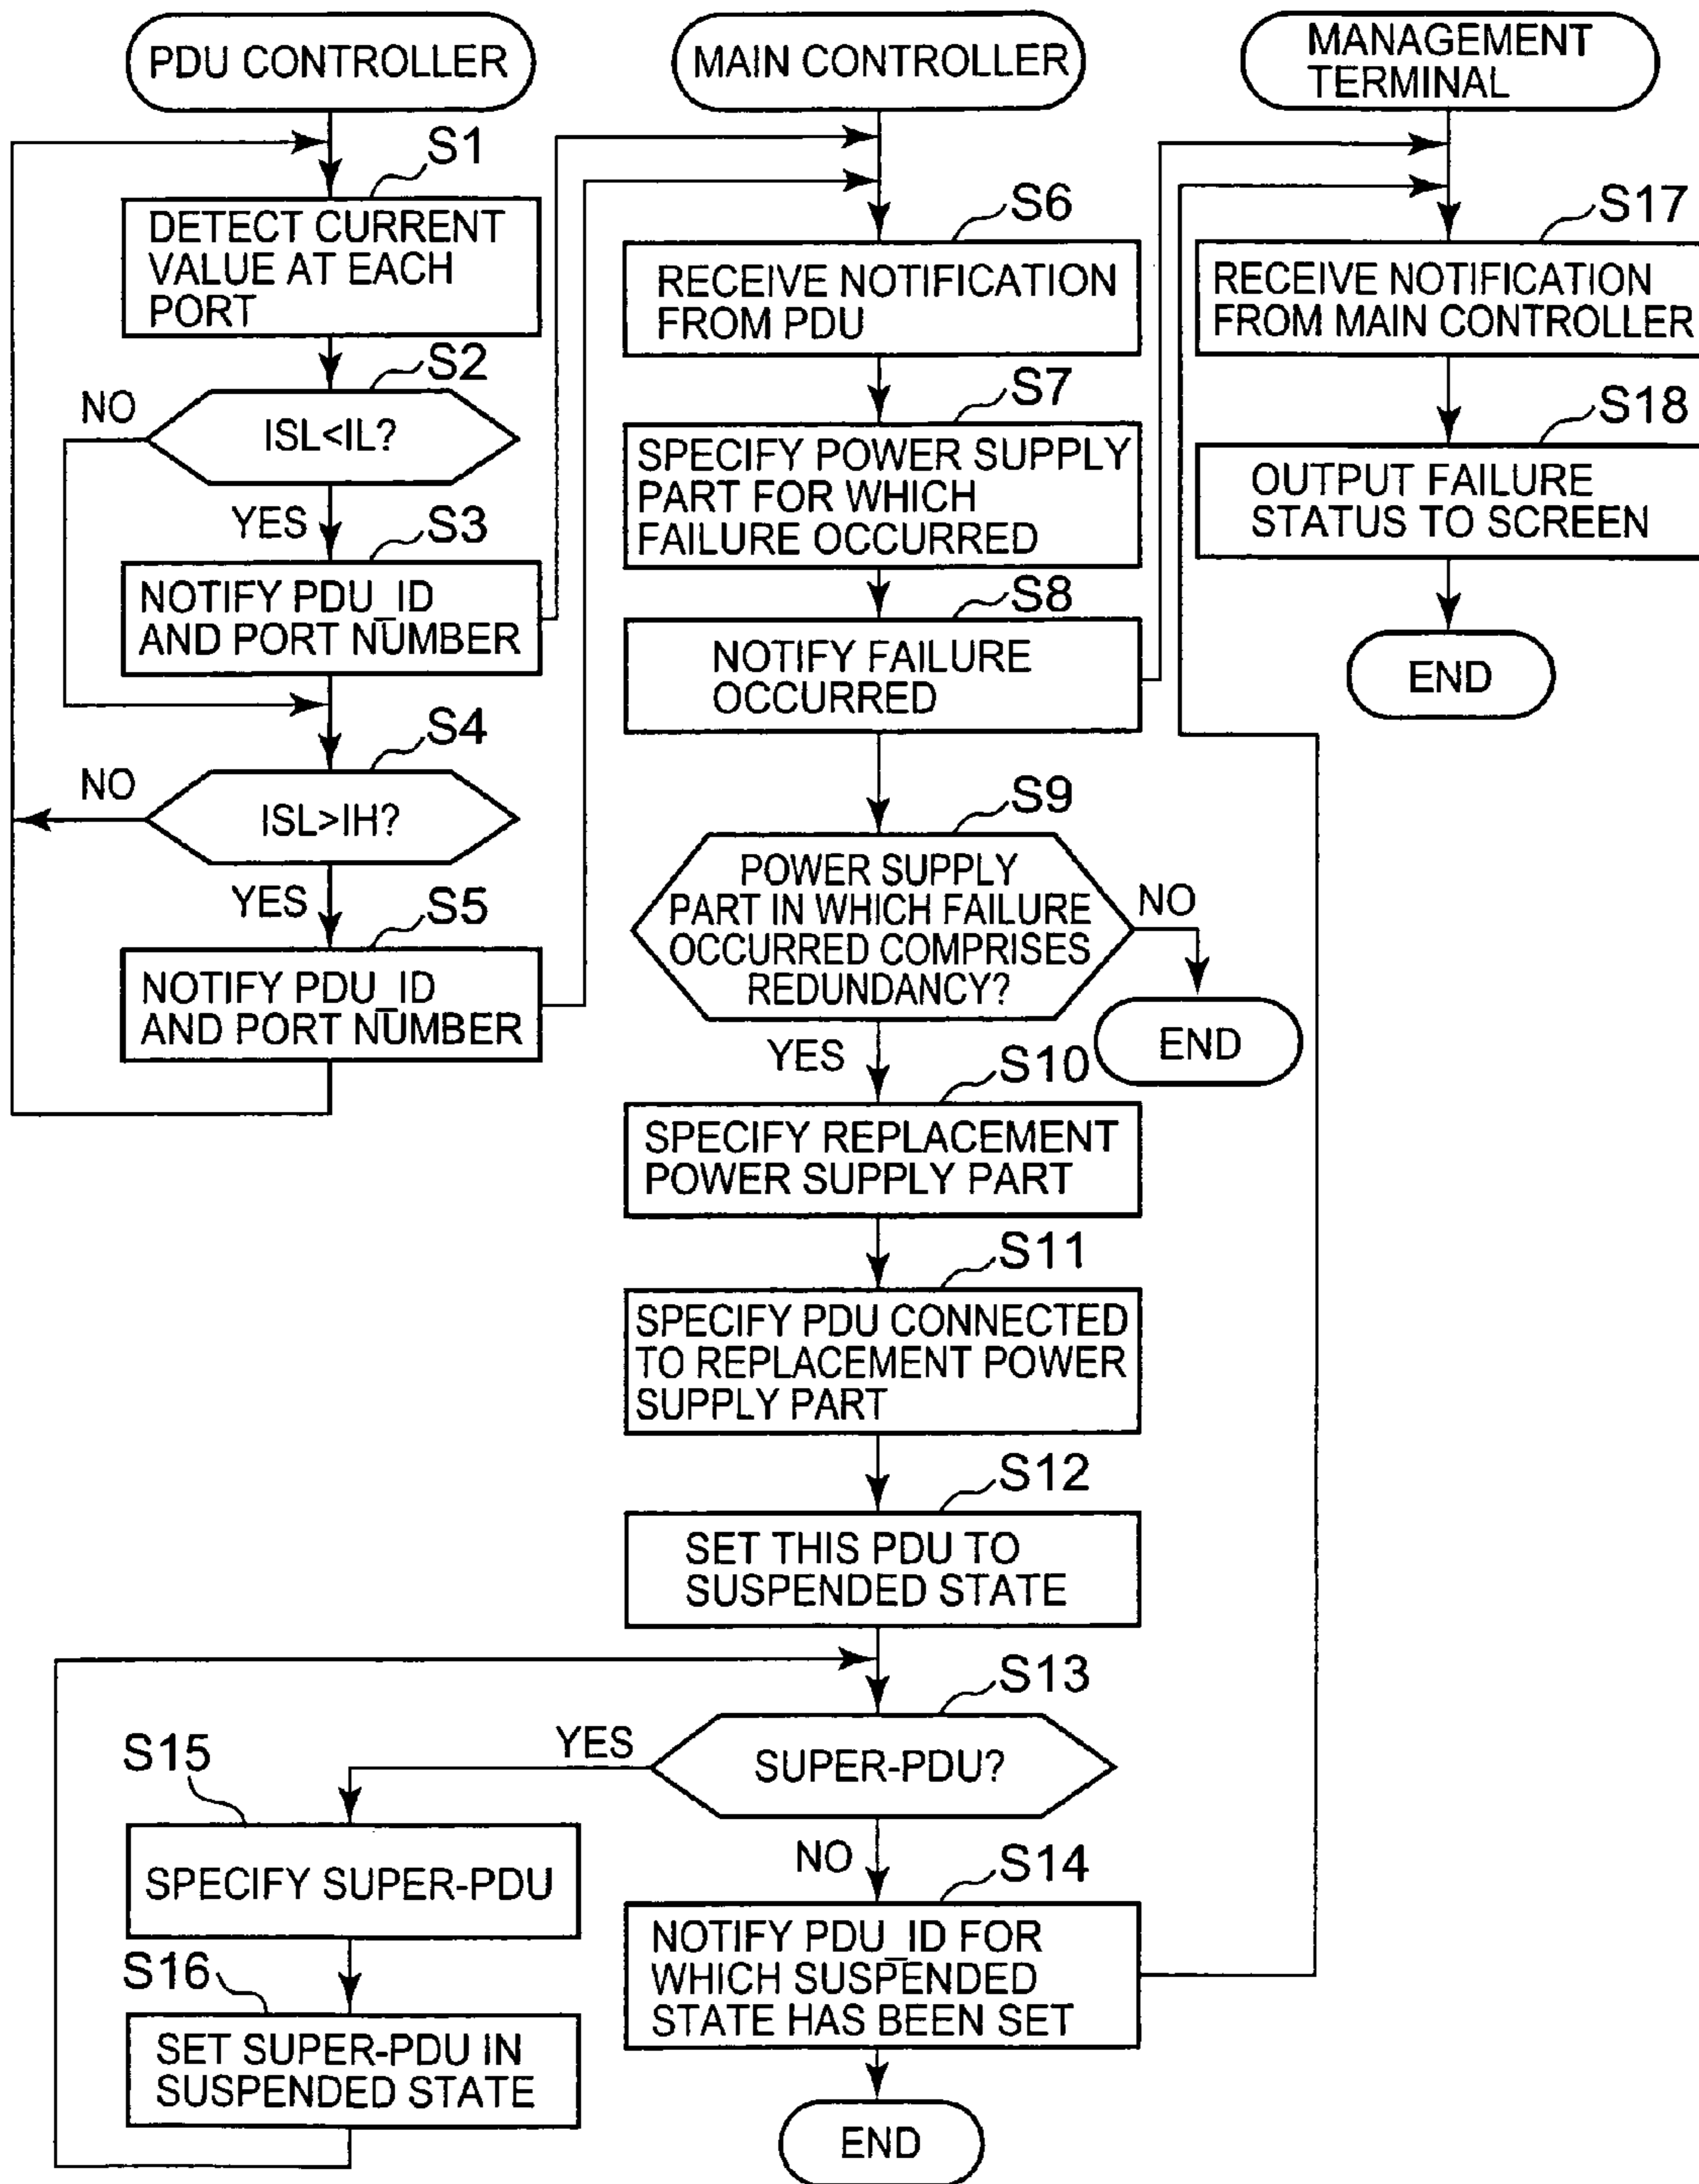 PDU CONTROLLER
S1
DETECT CURRENT
VALUE AT EACH
PORT
S2
NO
ISL<IL?
YES
S3
NOTIFY PDU_ID
AND PORT NUMBER
S4
NO
ISL>IH?
YES
S5
NOTIFY PDU_ID
AND PORT NUMBER
MAIN CONTROLLER
S6
RECEIVE NOTIFICATION
FROM PDU
S7
SPECIFY POWER SUPPLY
PART FOR WHICH
FAILURE OCCURRED
S8
NOTIFY FAILURE
OCCURRED
S9
POWER SUPPLY
PART IN WHICH FAILURE
OCCURRED COMPRISES
REDUNDANCY?
NO
END
YES
S10
SPECIFY REPLACEMENT
POWER SUPPLY PART
S11
SPECIFY PDU CONNECTED
TO REPLACEMENT POWER
SUPPLY PART
S12
SET THIS PDU TO
SUSPENDED STATE
S13
SUPER-PDU?
YES
S15
SPECIFY SUPER-PDU
S16
SET SUPER-PDU IN
SUSPENDED STATE
NO
S14
NOTIFY PDU_ID FOR
WHICH SUSPENDED
STATE HAS BEEN SET
END
MANAGEMENT
TERMINAL
S17
RECEIVE NOTIFICATION
FROM MAIN CONTROLLER
S18
OUTPUT FAILURE
STATUS TO SCREEN
END